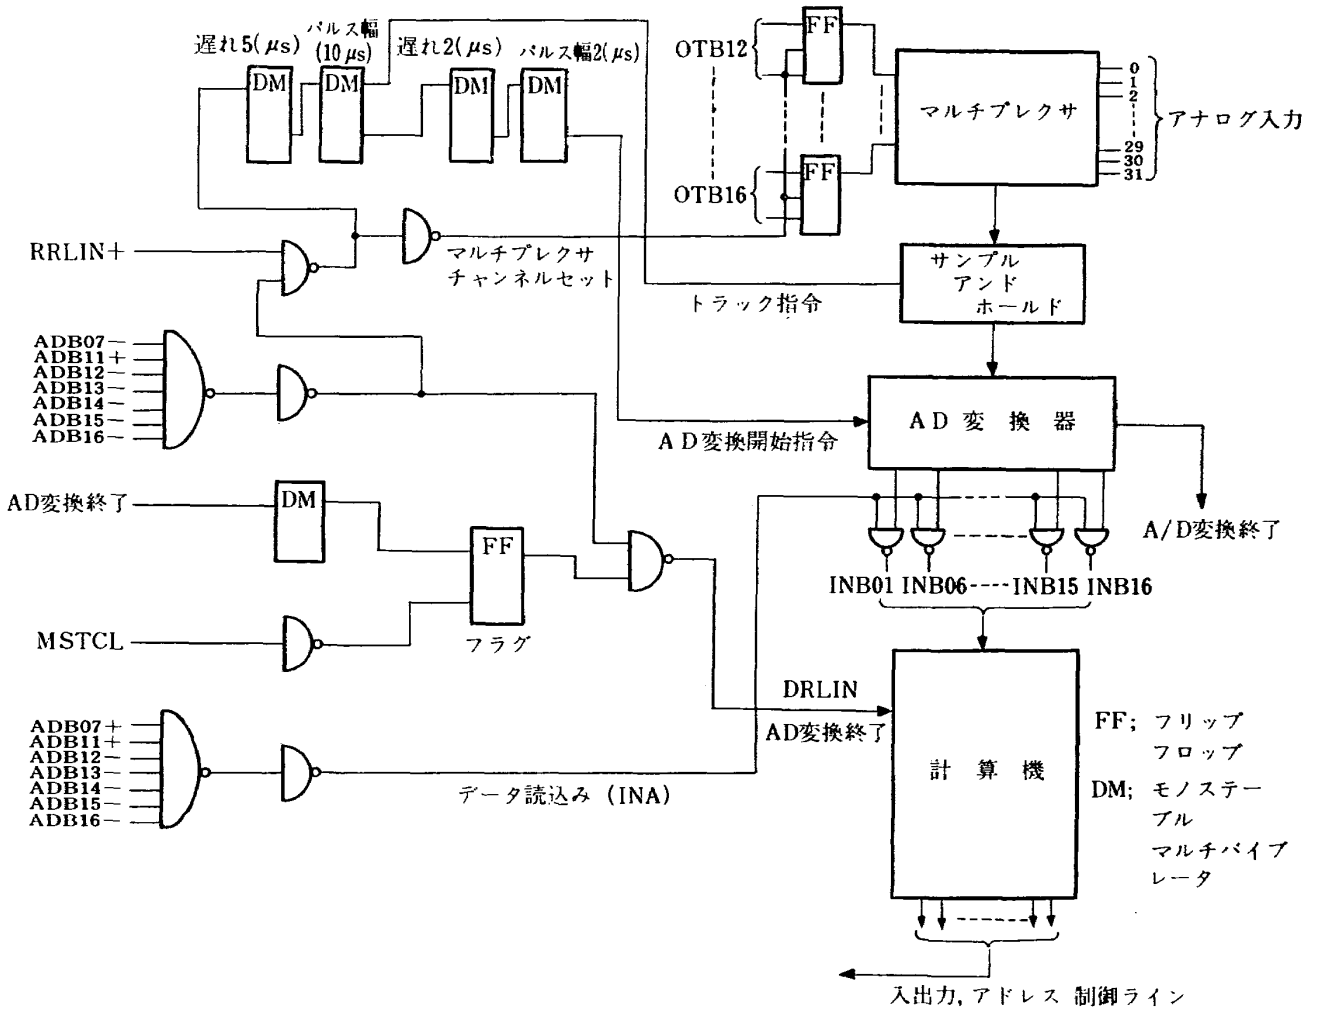 遅れ5(μs)
パルス幅
(10μs)
遅れ2(μs)
パルス幅2(μs)
DM
DM
DM
DM
OTB12
FF
OTB16
FF
マルチプレクサ
0
1
2
29
30
31
アナログ入力
RRLIN+
マルチプレクサ
チャンネルセット
トラック指令
サンプル
アンド
ホールド
ADB07−
ADB11+
ADB12−
ADB13−
ADB14−
ADB15−
ADB16−
AD変換開始指令
AD変換器
A/D変換終了
AD変換終了
DM
FF
フラグ
MSTCL
INB01 INB06----INB15 INB16
DRLIN
AD変換終了
ADB07+
ADB11+
ADB12−
ADB13−
ADB14−
ADB15−
ADB16−
データ読込み (INA)
計算機
FF; フリップ
フロップ
DM; モノステー
ブル
マルチバイブ
レータ
入出力, アドレス 制御ライン